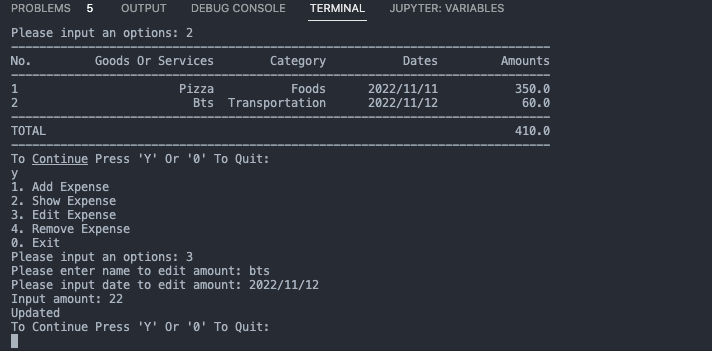 PROBLEMS 5 OUTPUT DEBUG CONSOLE TERMINAL JUPYTER: VARIABLES
Please input an options: 2
No. Goods Or Services Category Dates Amounts
1 Pizza Foods 2022/11/11 350.0
2 Bts Transportation 2022/11/12 60.0
TOTAL 410.0
To Continue Press 'Y' Or '0' To Quit:
y
1. Add Expense
2. Show Expense
3. Edit Expense
4. Remove Expense
0. Exit
Please input an options: 3
Please enter name to edit amount: bts
Please input date to edit amount: 2022/11/12
Input amount: 22
Updated
To Continue Press 'Y' Or '0' To Quit: